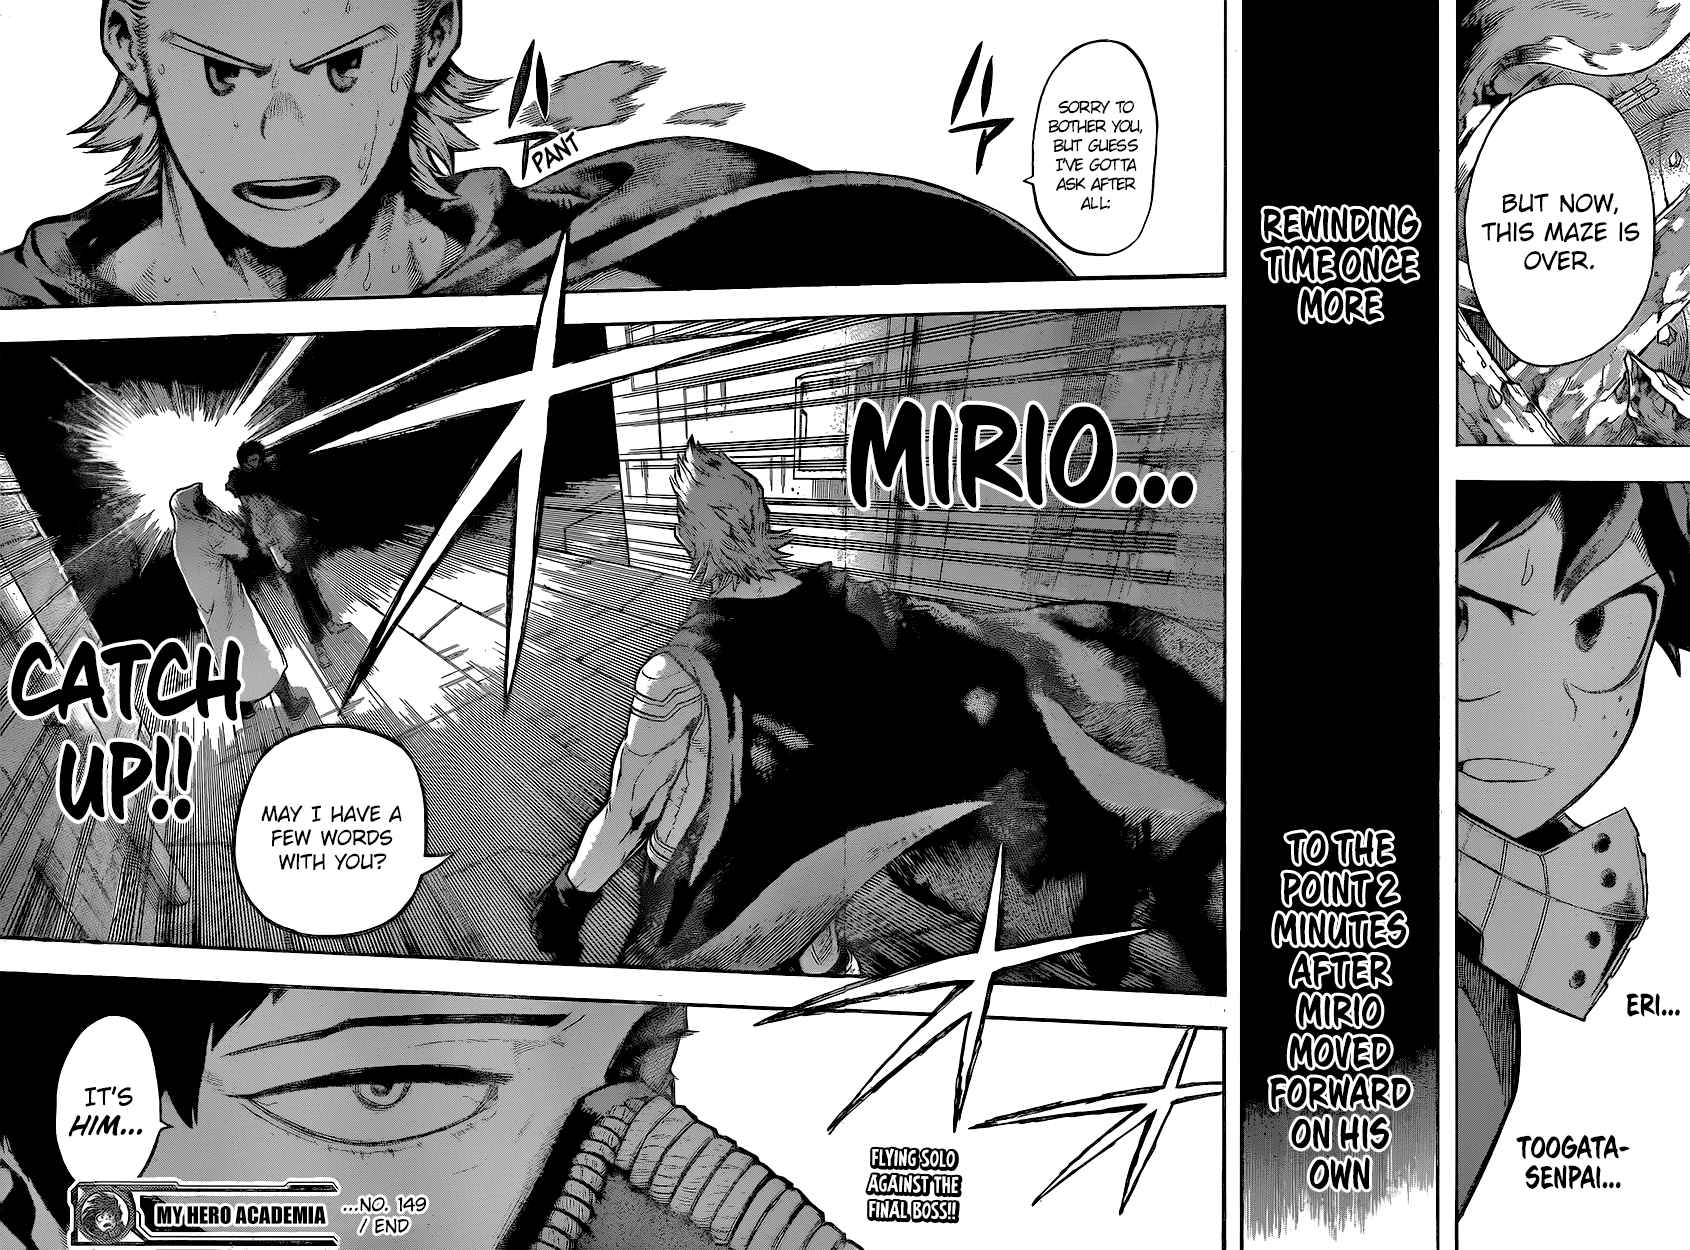 BUT NOW,
THIS MAZE IS
OVER.
ERI...
TOOGATA-
SENPAI...
REWINDING
TIME ONCE
MORE
TO THE
POINT 2
MINUTES
AFTER
MIRIO
MOVED
FORWARD
ON HIS
OWN
SORRY TO
BOTHER YOU,
BUT GUESS
I'VE GOTTA
ASK AFTER
ALL:
PANT
MIRIO...
CATCH
UP!!
MAY I HAVE A
FEW WORDS
WITH YOU?
IT'S
HIM...
FLYING SOLO
AGAINST THE
FINAL BOSS!!
MY HERO ACADEMIA
...NO. 149
/ END